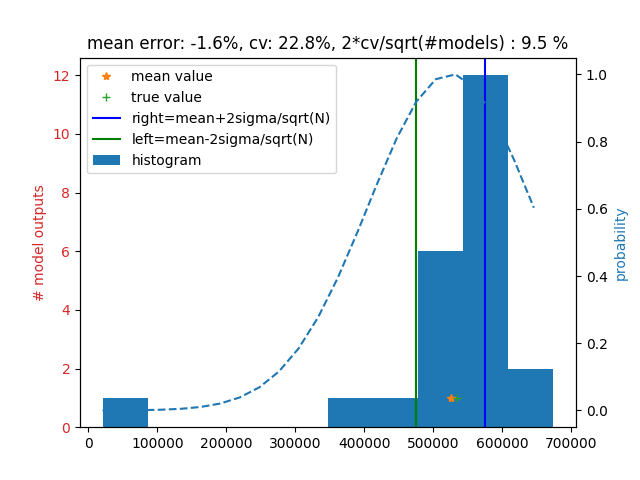 mean error: -1.6%, cv: 22.8%, 2*cv/sqrt(#models) : 9.5 %
mean value
true value
right=mean+2sigma/sqrt(N)
left=mean-2sigma/sqrt(N)
histogram
# model outputs
12
10
8
6
4
2
0
1.0
0.8
0.6
0.4
0.2
0.0
probability
0
100000
200000
300000
400000
500000
600000
700000